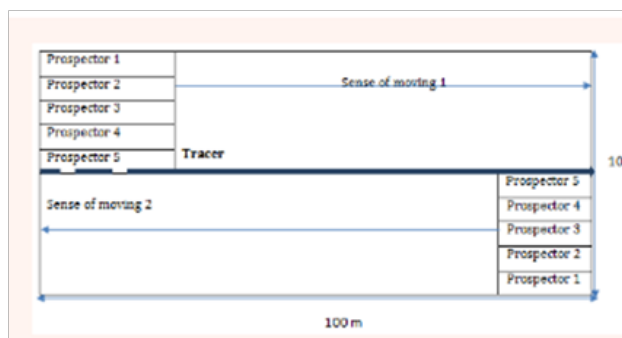 Prospector 1
Prospector 2
Sense of moving 1
Prospector 3
Prospector 4
Prospector 5
Tracer
10
Prospector 5
Sense of moving 2
Prospector 4
Prospector 3
Prospector 2
Prospector 1
100 m